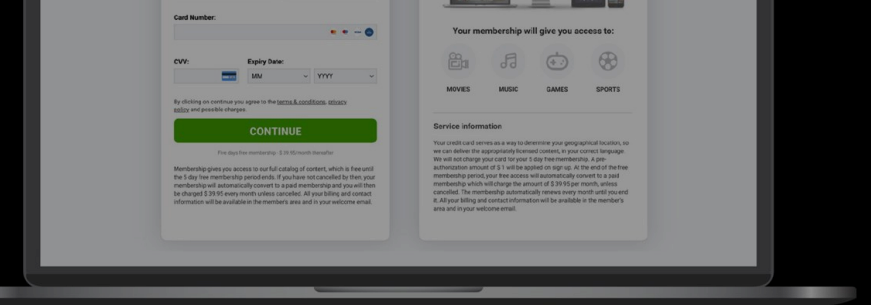 Card Number:
CVV:
Expiry Date:
MM
YYYY
By clicking on continue you agree to the terms & conditions, privacy
policy and possible charges.
CONTINUE
Five days free membership - $39.95/month thereafter
Membership gives you access to our full catalog of content, which is free until
the 5 day free membership period ends. If you have not cancelled by then, your
membership will automatically convert to a paid membership and you will then
be charged $39.95 every month unless cancelled. All your billing and contact
information will be available in the member's area and in your welcome email.
Your membership will give you access to:
MOVIES
MUSIC
GAMES
SPORTS
Service information
Your credit card serves as a way to determine your geographical location, so
we can deliver the appropriately licensed content, in your correct language.
We will not charge your card for your 5 day free membership. A pre-
authorization amount of $ 1 will be applied on sign up. At the end of the free
membership period, your free access will automatically convert to a paid
membership which will charge the amount of $39.95 per month, unless
cancelled. The membership automatically renews every month until you end
it. All your billing and contact information will be available in the member's
area and in your welcome email.